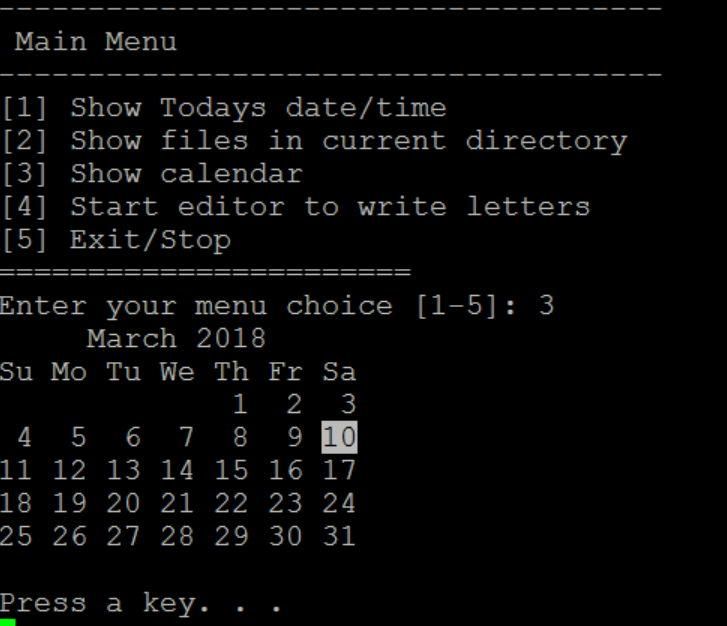 -------------------------------------
Main Menu
-------------------------------------
[1] Show Todays date/time
[2] Show files in current directory
[3] Show calendar
[4] Start editor to write letters
[5] Exit/Stop
=======================
Enter your menu choice [1-5]: 3
March 2018
Su Mo Tu We Th Fr Sa
1 2 3
4 5 6 7 8 9 10
11 12 13 14 15 16 17
18 19 20 21 22 23 24
25 26 27 28 29 30 31
Press a key. . .